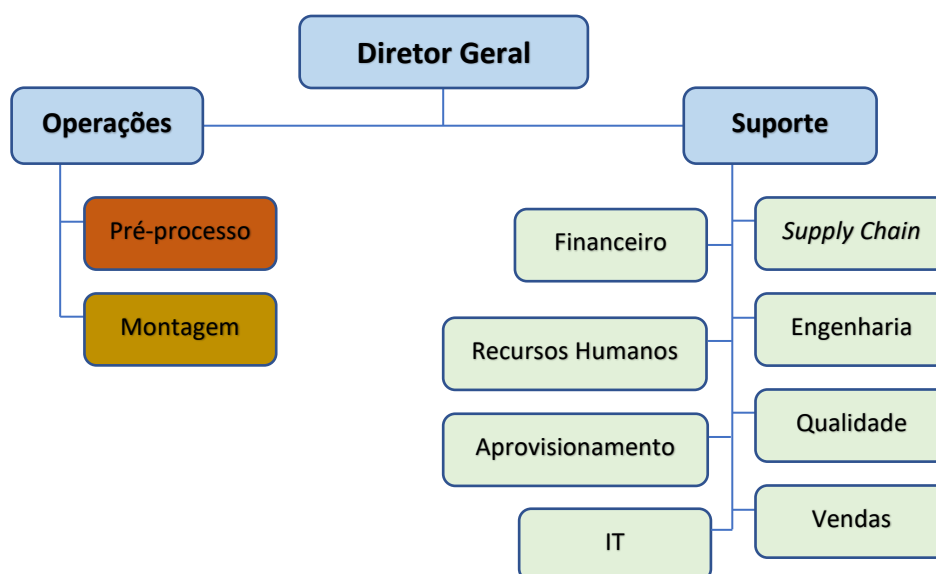 Diretor Geral
Operações
Suporte
Pré-processo
Montagem
Financeiro
Supply Chain
Recursos Humanos
Engenharia
Aprovisionamento
Qualidade
IT
Vendas